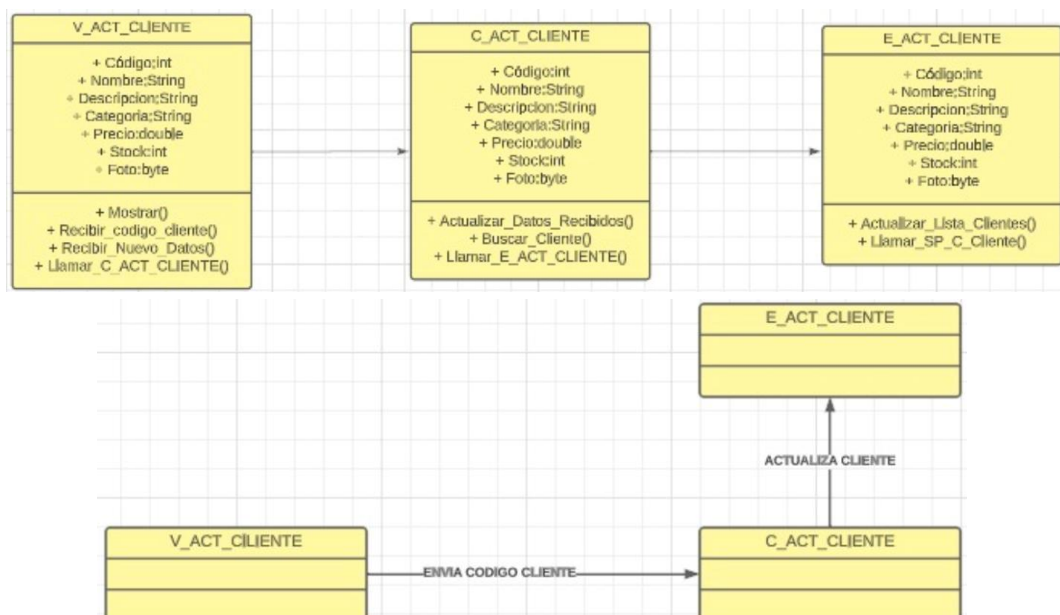 V_ACT_CLIENTE
+ Código:int
+ Nombre:String
+ Descripcion:String
+ Categoria:String
+ Precio:double
+ Stock:int
+ Foto:byte
+ Mostrar()
+ Recibir_codigo_cliente()
+ Recibir_Nuevo_Datos()
+ Llamar_C_ACT_CLIENTE()
C_ACT_CLIENTE
+ Código:int
+ Nombre:String
+ Descripcion:String
+ Categoria:String
+ Precio:double
+ Stock:int
+ Foto:byte
+ Actualizar_Datos_Recibidos()
+ Buscar_Cliente()
+ Llamar_E_ACT_CLIENTE()
E_ACT_CLIENTE
+ Código:int
+ Nombre:String
+ Descripcion:String
+ Categoria:String
+ Precio:double
+ Stock:int
+ Foto:byte
+ Actualizar_Lista_Clientes()
+ Llamar_SP_C_Cliente()
E_ACT_CLIENTE
ACTUALIZA CLIENTE
V_ACT_CLIENTE
ENVIA CODIGO CLIENTE
C_ACT_CLIENTE